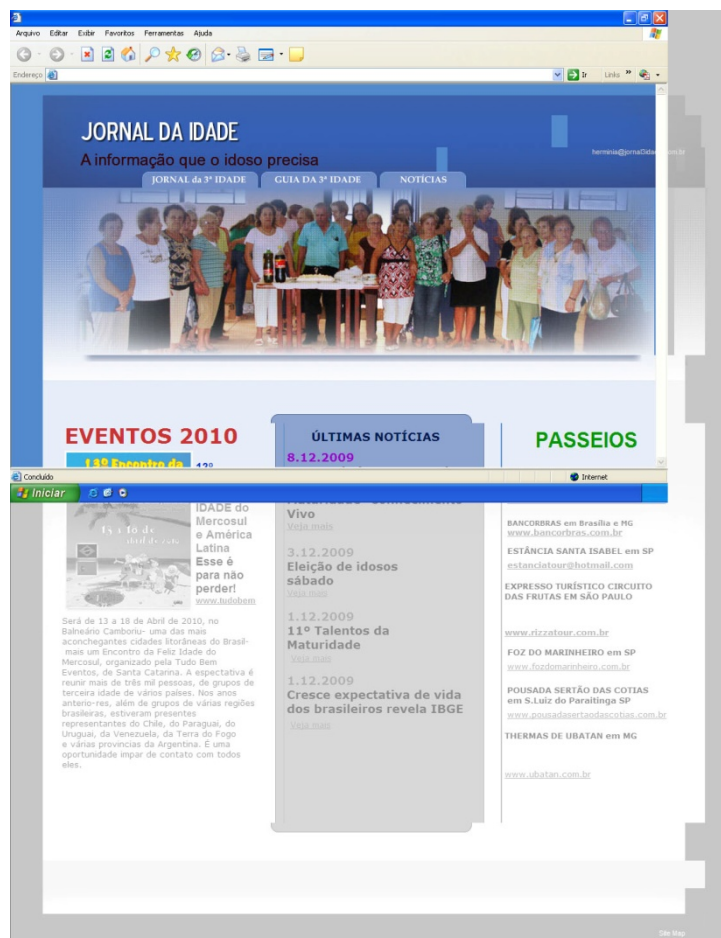 Arquivo Editar Exibir Favoritos Ferramentas Ajuda
Endereço
Ir Links »
JORNAL DA IDADE
A informação que o idoso precisa
JORNAL da 3ª IDADE GUIA DA 3ª IDADE NOTÍCIAS
EVENTOS 2010
13º Encontro da
12º
IDADE do
Mercosul
e América
Latina
Esse é
para não
perder!
www.tudobem
13 a 18 de
Será de 13 a 18 de Abril de 2010, no
Balneário Camboriu- uma das mais
aconchegantes cidades litorâneas do Brasil-
mais um Encontro da Feliz Idade do
Mercosul, organizado pela Tudo Bem
Eventos, de Santa Catarina. A espectativa é
reunir mais de três mil pessoas, de grupos de
terceira idade de vários países. Nos anos
anterio-res, além de grupos de várias regiões
brasileiras, estiveram presentes
representantes do Chile, do Paraguai, do
Uruguai, da Venezuela, da Terra do Fogo
e várias provincias da Argentina. É uma
oportunidade impar de contato com todos
eles.
ÚLTIMAS NOTÍCIAS
8.12.2009
Vivo
Veja mais
3.12.2009
Eleição de idosos
sábado
Veja mais
1.12.2009
11º Talentos da
Maturidade
Veja mais
1.12.2009
Cresce expectativa de vida
dos brasileiros revela IBGE
Veja mais
PASSEIOS
BANCORBRAS em Brasília e MG
www.bancorbras.com.br
ESTÂNCIA SANTA ISABEL em SP
estanciatour@hotmail.com
EXPRESSO TURÍSTICO CIRCUITO
DAS FRUTAS EM SÃO PAULO
www.rizzatour.com.br
FOZ DO MARINHEIRO em SP
www.fozdomarinheiro.com.br
POUSADA SERTÃO DAS COTIAS
em S.Luiz do Paraitinga SP
www.pousadasertaodascotias.com.br
THERMAS DE UBATAN em MG
www.ubatan.com.br
Concluído
Internet
Iniciar
Site Map